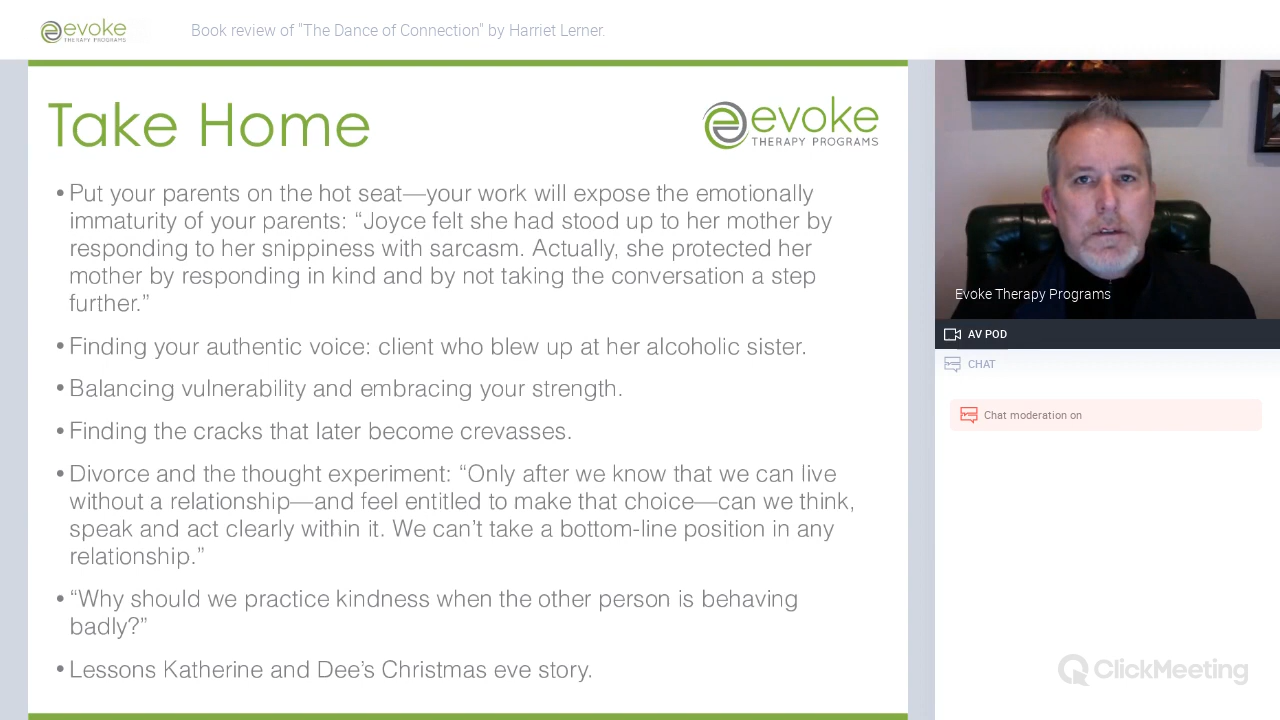 evoke
THERAPY PROGRAMS
Book review of "The Dance of Connection" by Harriet Lerner.
Take Home
evoke
THERAPY PROGRAMS
• Put your parents on the hot seat—your work will expose the emotionally
immaturity of your parents: “Joyce felt she had stood up to her mother by
responding to her snippiness with sarcasm. Actually, she protected her
mother by responding in kind and by not taking the conversation a step
further.”
• Finding your authentic voice: client who blew up at her alcoholic sister.
• Balancing vulnerability and embracing your strength.
• Finding the cracks that later become crevasses.
• Divorce and the thought experiment: “Only after we know that we can live
without a relationship—and feel entitled to make that choice—can we think,
speak and act clearly within it. We can’t take a bottom-line position in any
relationship.”
• “Why should we practice kindness when the other person is behaving
badly?”
• Lessons Katherine and Dee’s Christmas eve story.
Evoke Therapy Programs
AV POD
CHAT
Chat moderation on
ClickMeeting